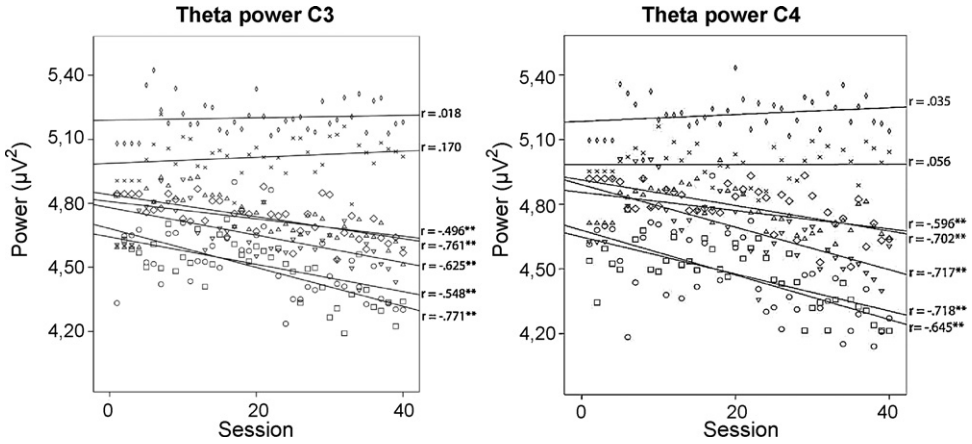 Theta power C3
Power (µV²)
5,40
5,10
4,80
4,50
4,20
0
20
40
Session
r = .018
r = .170
r = -.496**
r = -.761**
r = -.625**
r = -.548**
r = -.771**
Theta power C4
Power (µV²)
5,40
5,10
4,80
4,50
4,20
0
20
40
Session
r = .035
r = .056
r = -.596**
r = -.702**
r = -.717**
r = -.718**
r = -.645**